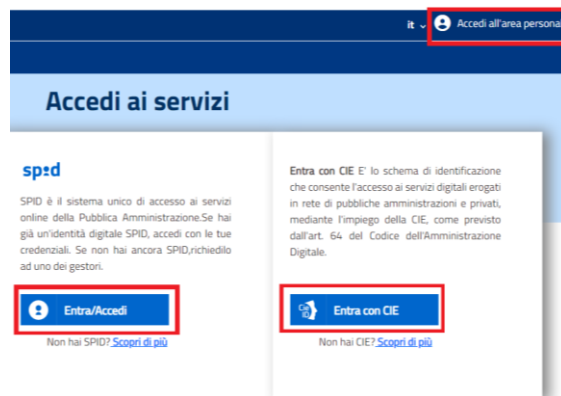 it Accedi all'area persona
Accedi ai servizi
sp:d
SPID è il sistema unico di accesso ai servizi
online della Pubblica Amministrazione.Se hai
già un'identità digitale SPID, accedi con le tue
credenziali. Se non hai ancora SPID,richiedilo
ad uno dei gestori.
Entra/Accedi
Non hai SPID? Scopri di più
Entra con CIE E' lo schema di identificazione
che consente l'accesso ai servizi digitali erogati
in rete di pubbliche amministrazioni e privati,
mediante l'impiego della CIE, come previsto
dall'art. 64 del Codice dell'Amministrazione
Digitale.
Entra con CIE
Non hai CIE? Scopri di più